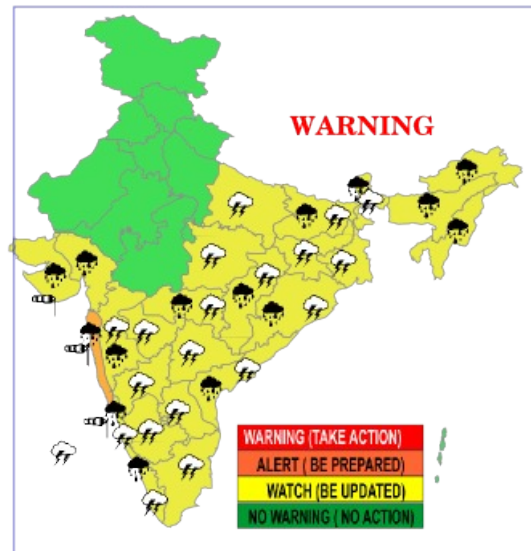 WARNING
WARNING (TAKE ACTION)
ALERT ( BE PREPARED)
WATCH (BE UPDATED)
NO WARNING ( NO ACTION)